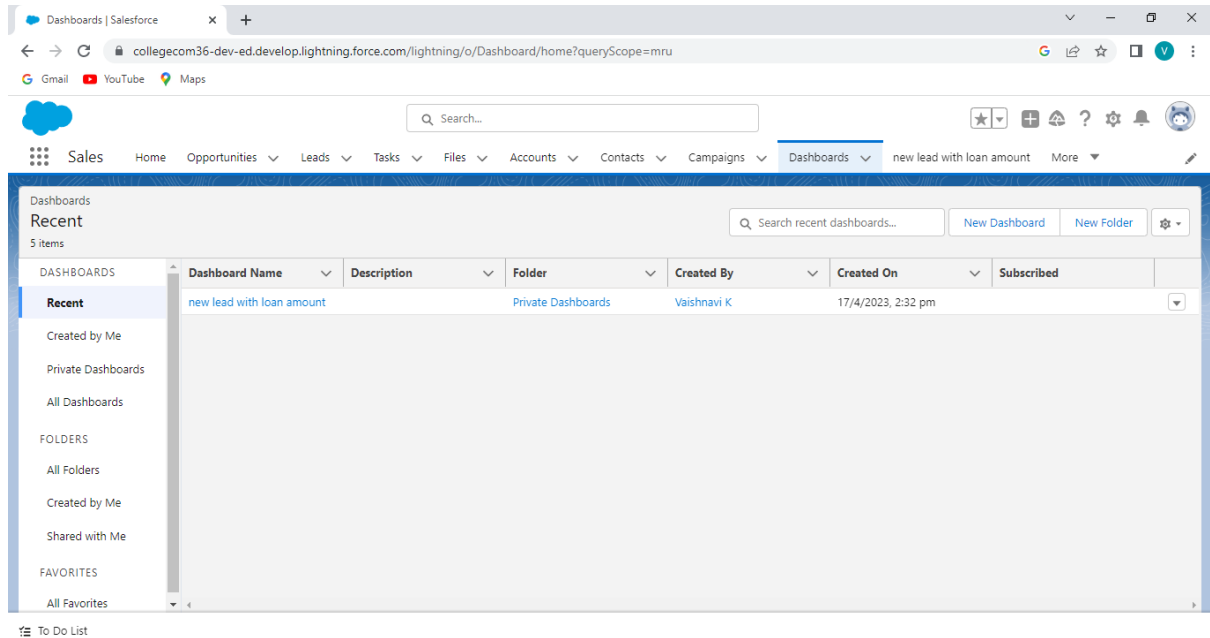 Dashboards | Salesforce
collegecom36-dev-ed.develop.lightning.force.com/lightning/o/Dashboard/home?queryScope=mru
G
V
G Gmail YouTube Maps
Search...
Sales Home Opportunities Leads Tasks Files Accounts Contacts Campaigns Dashboards new lead with loan amount More
Dashboards
Recent
5 items
Search recent dashboards...
New Dashboard
New Folder
DASHBOARDS
Recent
Created by Me
Private Dashboards
All Dashboards
FOLDERS
All Folders
Created by Me
Shared with Me
FAVORITES
All Favorites
Dashboard Name Description Folder Created By Created On Subscribed
new lead with loan amount Private Dashboards Vaishnavi K 17/4/2023, 2:32 pm
To Do List